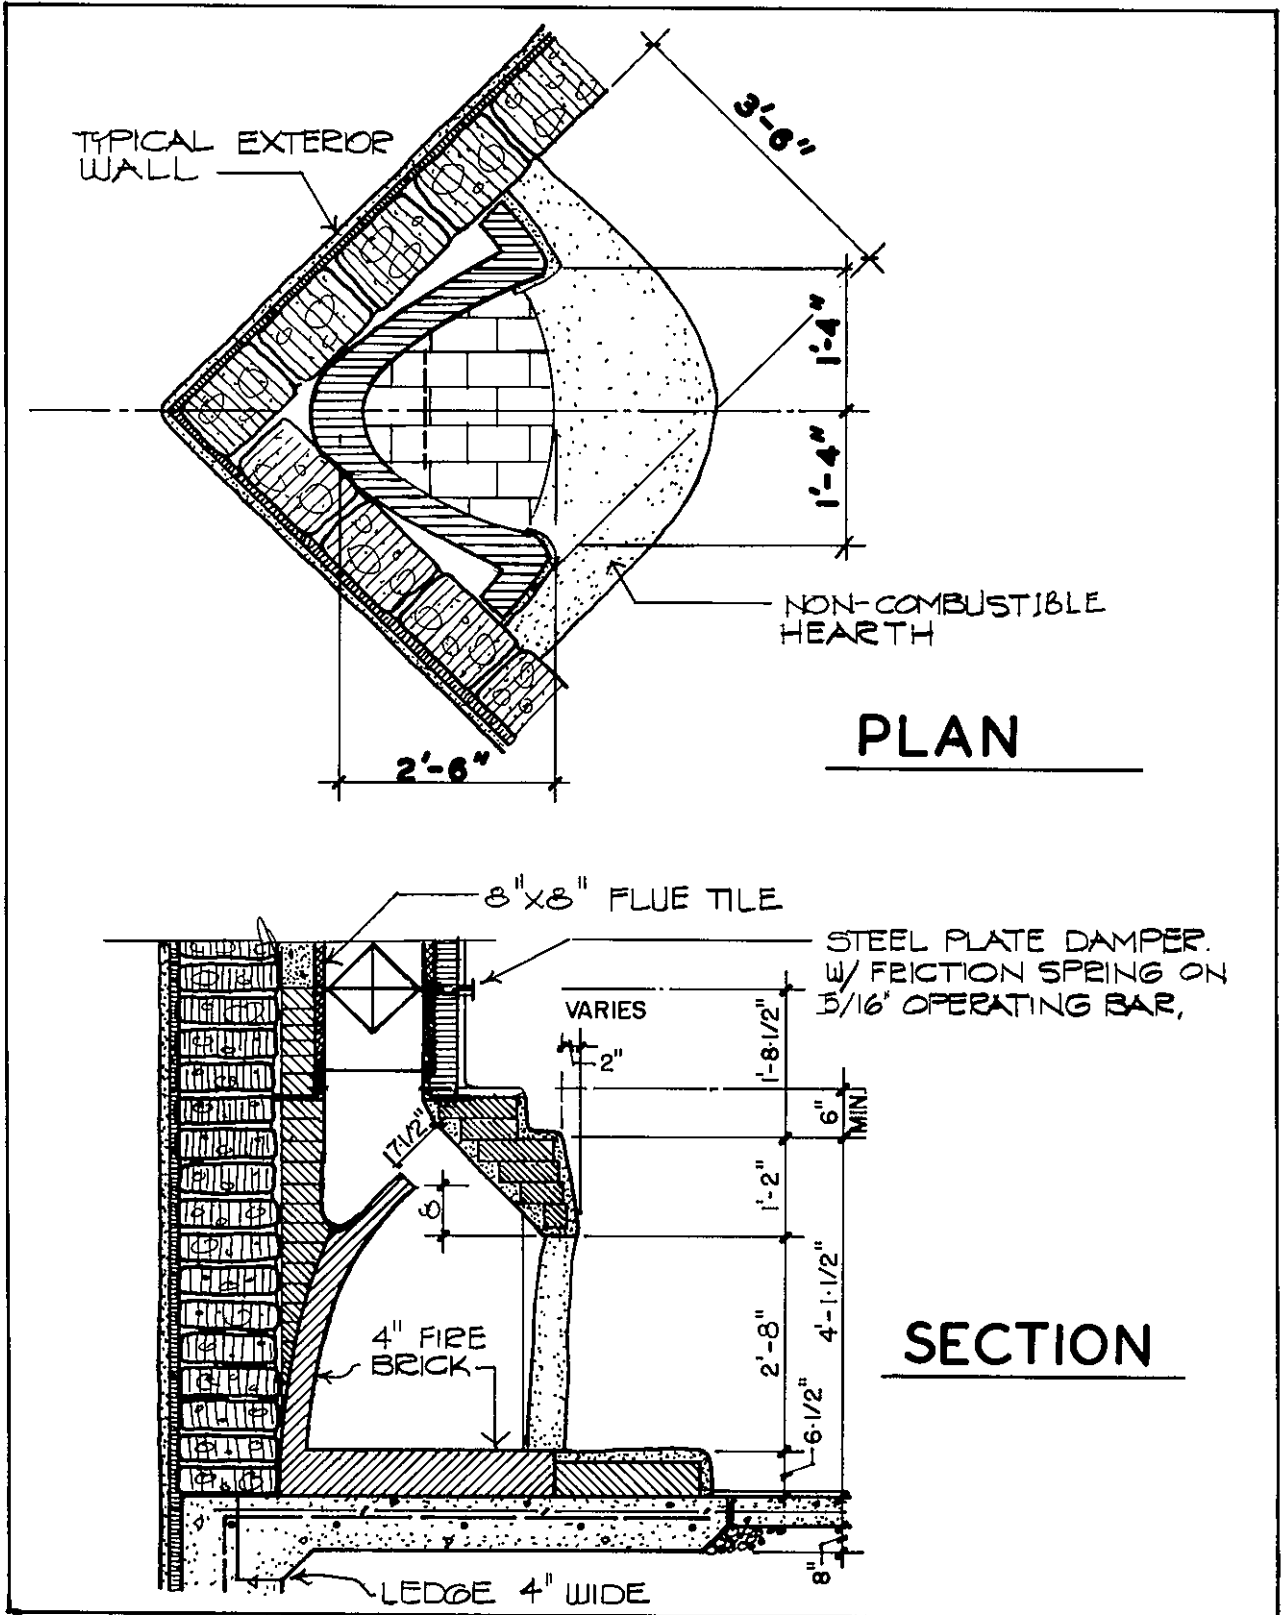 3'-6"
TYPICAL EXTERIOR
WALL
1'-4"
1'-4"
NON-COMBUSTIBLE
HEARTH
PLAN
2'-6"
8"X8" FLUE TILE
STEEL PLATE DAMPER.
W/ FRICTION SPRING ON
5/16" OPERATING BAR,
VARIES
2"
1'-8-1/2"
6"
MIN.
17-1/2"
6
1'-2"
4'-1-1/2"
2'-8"
SECTION
4" FIRE
BRICK
6-1/2"
8"
LEDGE 4" WIDE